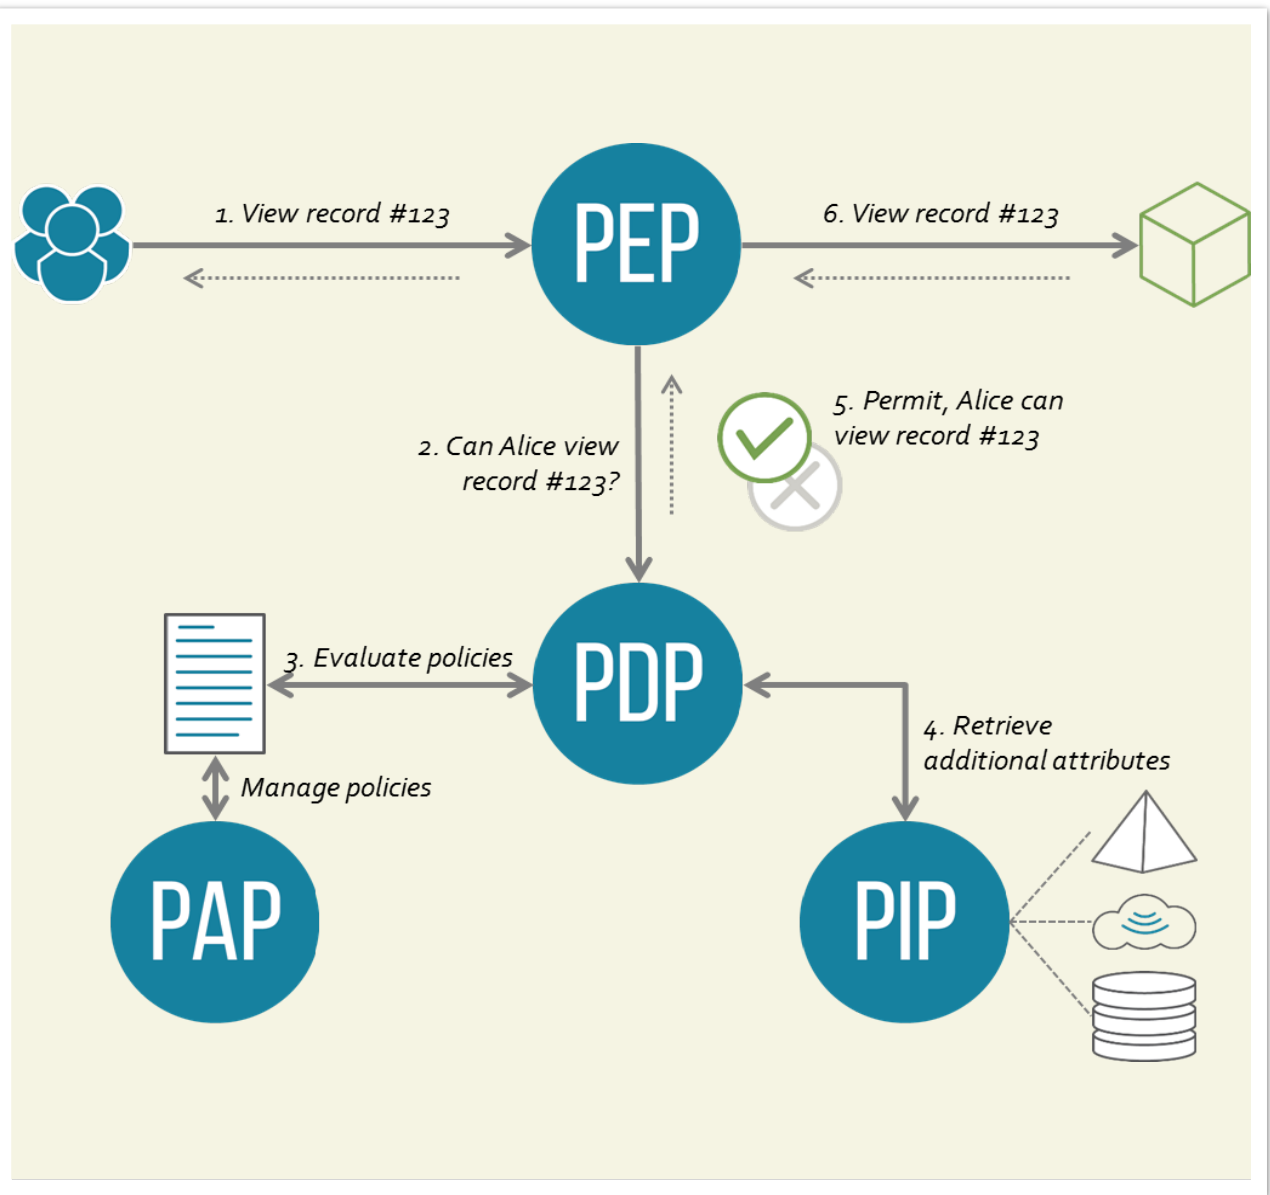 1. View record #123
PEP
6. View record #123
2. Can Alice view
record #123?
5. Permit, Alice can
view record #123
3. Evaluate policies
PDP
4. Retrieve
additional attributes
Manage policies
PAP
PIP